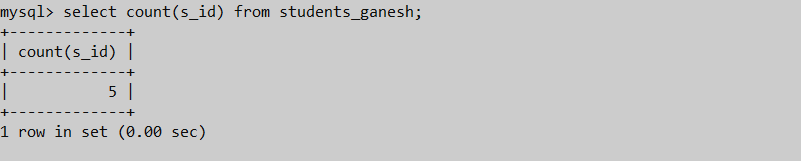 mysql> select count(s_id) from students_ganesh;
+-------------+
| count(s_id) |
+-------------+
|           5 |
+-------------+
1 row in set (0.00 sec)